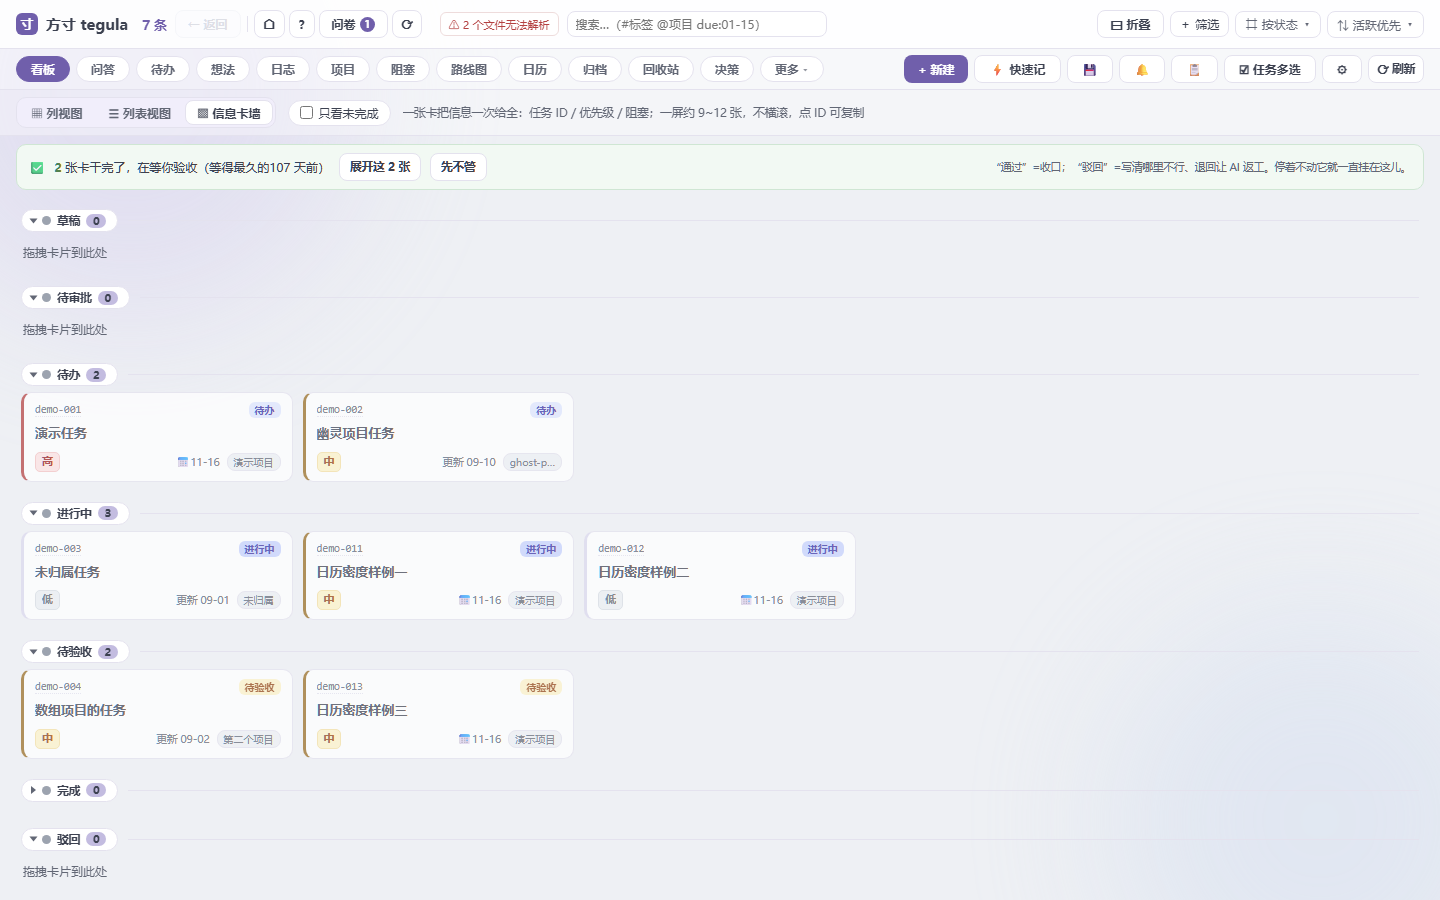 寸 方寸 tegula 7 条 ← 返回 ? 问卷 1 ⚠ 2 个文件无法解析 搜索... (#标签 @项目 due:01-15) 折叠 + 筛选 按状态 活跃优先
看板 问答 待办 想法 日志 项目 阻塞 路线图 日历 归档 回收站 决策 更多 + 新建 快速记 任务多选 刷新
列视图 列表视图 信息卡墙 只看未完成 一张卡把信息一次给全：任务 ID / 优先级 / 阻塞；一屏约 9~12 张，不横滚，点 ID 可复制
2 张卡干完了，在等你验收（等得最久的107 天前） 展开这 2 张 先不管 “通过”=收口； “驳回”=写清哪里不行、退回让 AI 返工。停着不动它就一直挂在这儿。
草稿 0
拖拽卡片到此处
待审批 0
拖拽卡片到此处
待办 2
demo-001 待办
演示任务
高 11-16 演示项目
demo-002 待办
幽灵项目任务
中 更新 09-10 ghost-p...
进行中 3
demo-003 进行中
未归属任务
低 更新 09-01 未归属
demo-011 进行中
日历密度样例一
中 11-16 演示项目
demo-012 进行中
日历密度样例二
低 11-16 演示项目
待验收 2
demo-004 待验收
数组项目的任务
中 更新 09-02 第二个项目
demo-013 待验收
日历密度样例三
中 11-16 演示项目
完成 0
驳回 0
拖拽卡片到此处